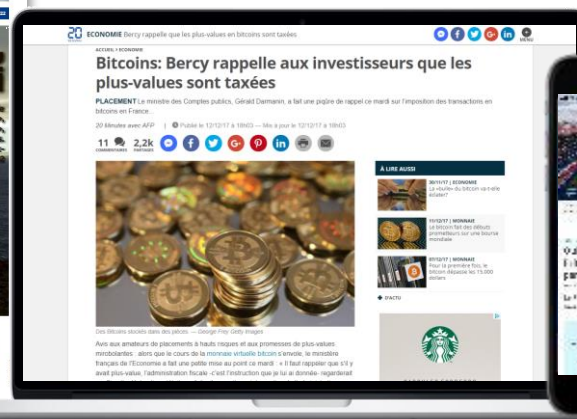 20 ECONOMIE Bercy rappelle que les plus-values en bitcoins sont taxées
MENU
ACCUEIL > ECONOMIE
Bitcoins: Bercy rappelle aux investisseurs que les
plus-values sont taxées
PLACEMENT Le ministre des Comptes publics, Gérald Darmanin, a fait une piqûre de rappel ce mardi sur l'imposition des transactions en
bitcoins en France...
20 Minutes avec AFP | Publié le 12/12/17 à 18h03 — Mis à jour le 12/12/17 à 18h03
11 2,2k
COMMENTAIRES PARTAGES
À LIRE AUSSI
30/11/17 | ECONOMIE
La «bulle» du bitcoin va-t-elle
éclater?
11/12/17 | MONNAIE
Le bitcoin fait des débuts
prometteurs sur une bourse
mondiale
07/12/17 | MONNAIE
Pour la première fois, le
bitcoin dépasse les 15.000
dollars
D'ACTU
Des Bitcoins stockés dans des pièces. — George Frey Getty Images
Avis aux amateurs de placements à hauts risques et aux promesses de plus-values
mirobolantes : alors que le cours de la monnaie virtuelle bitcoin s'envole, le ministère
français de l'Economie a fait une petite mise au point ce mardi : « Il faut rappeler que s'il y
avait plus-value, l'administration fiscale -c'est l'instruction que je lui ai donnée- regarderait